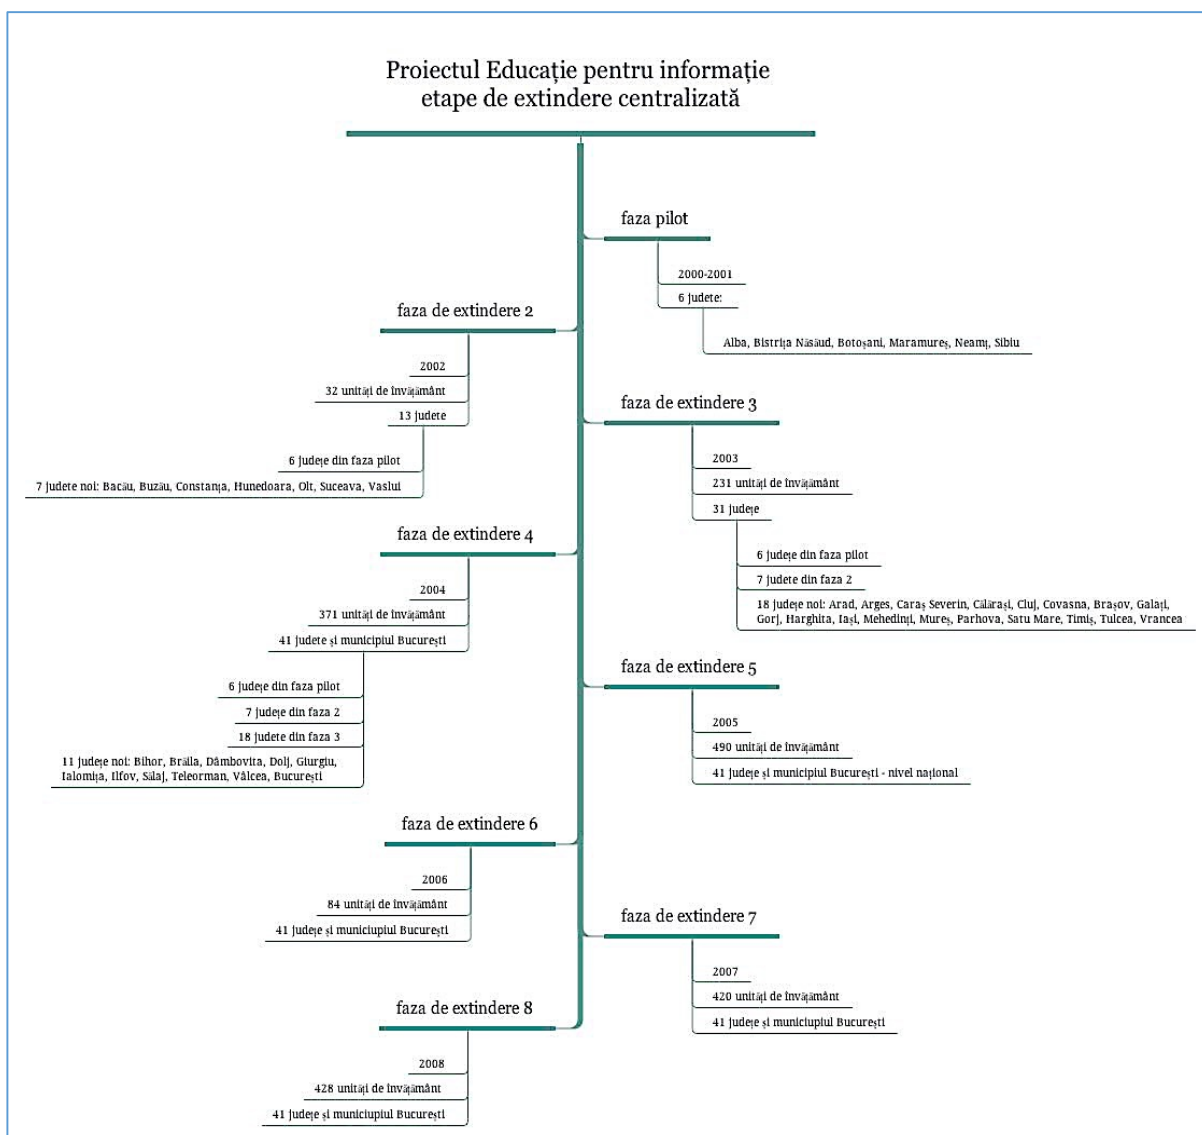 Proiectul Educație pentru informație
etape de extindere centralizată
faza pilot
2000-2001
6 județe:
Alba, Bistrița Năsăud, Botoșani, Maramureș, Neamț, Sibiu
faza de extindere 2
2002
32 unități de învățământ
13 județe
6 județe din faza pilot
7 județe noi: Bacău, Buzău, Constanța, Hunedoara, Olt, Suceava, Vaslui
faza de extindere 3
2003
231 unități de învățământ
31 județe
6 județe din faza pilot
7 județe din faza 2
18 județe noi: Arad, Argeș, Caraș Severin, Călărași, Cluj, Covasna, Brașov, Galați,
Gorj, Harghita, Iași, Mehedinți, Mureș, Parhova, Satu Mare, Timiș, Tulcea, Vrancea
faza de extindere 4
2004
371 unități de învățământ
41 județe și municipiul București
6 județe din faza pilot
7 județe din faza 2
18 județe din faza 3
11 județe noi: Bihor, Brăila, Dâmbovița, Dolj, Giurgiu,
Ialomița, Ilfov, Sălaj, Teleorman, Vâlcea, București
faza de extindere 5
2005
490 unități de învățământ
41 județe și municipiul București - nivel național
faza de extindere 6
2006
84 unități de învățământ
41 județe și municiupiul București
faza de extindere 7
2007
420 unități de învățământ
41 județe și municiupiul București
faza de extindere 8
2008
428 unități de învățământ
41 județe și municiupiul București